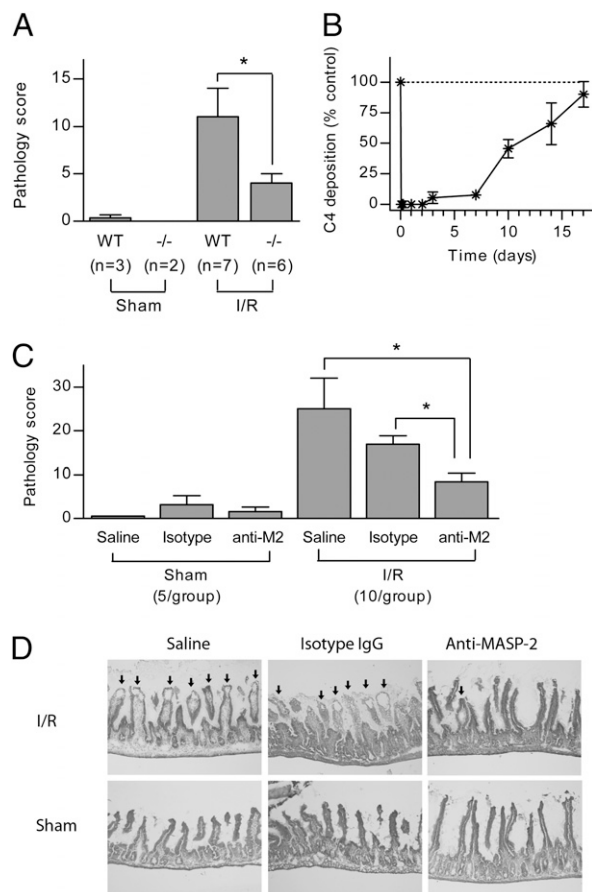 A
Pathology score
15
10
5
0
*
WT -/- WT -/-
(n=3) (n=2) (n=7) (n=6)
Sham I/R
B
C4 deposition (% control)
100
75
50
25
0
0 5 10 15
Time (days)
C
Pathology score
30
20
10
0
*
*
Saline Isotype anti-M2 Saline Isotype anti-M2
Sham I/R
(5/group) (10/group)
D
Saline Isotype IgG Anti-MASP-2
I/R
Sham